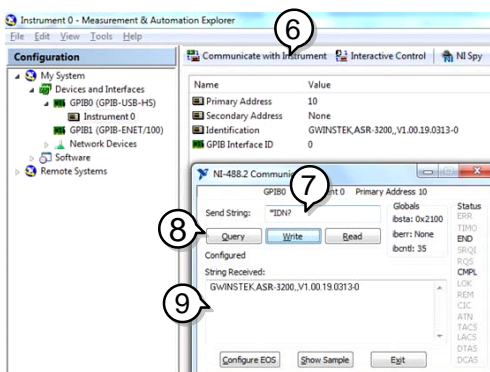 Instrument 0 - Measurement & Automation Explorer
File Edit View Tools Help
6
Configuration
Communicate with Instrument Interactive Control NI Spy
My System
Devices and Interfaces
GPIB0 (GPIB-USB-HS)
Instrument 0
GPIB1 (GPIB-ENET/100)
Network Devices
Software
Remote Systems
Name Value
Primary Address 10
Secondary Address None
Identification GWINSTEK,ASR-3200,,V1.00.19.0313-0
GPIB Interface ID 0
NI-488.2
7
GPIB0 0 Primary Address 10
Send String: *IDN?
8
Query Write Read
Globals
ibsta: 0x2100
iberr: None
ibcntl: 35
Status
ERR
TIMO
END
SRQI
RQS
CMPL
LOK
REM
CIC
ATN
TACS
LACS
DTAS
DCAS
Configured
String Received:
GWINSTEK,ASR-3200,,V1.00.19.0313-0
9
Configure EOS Show Sample Exit